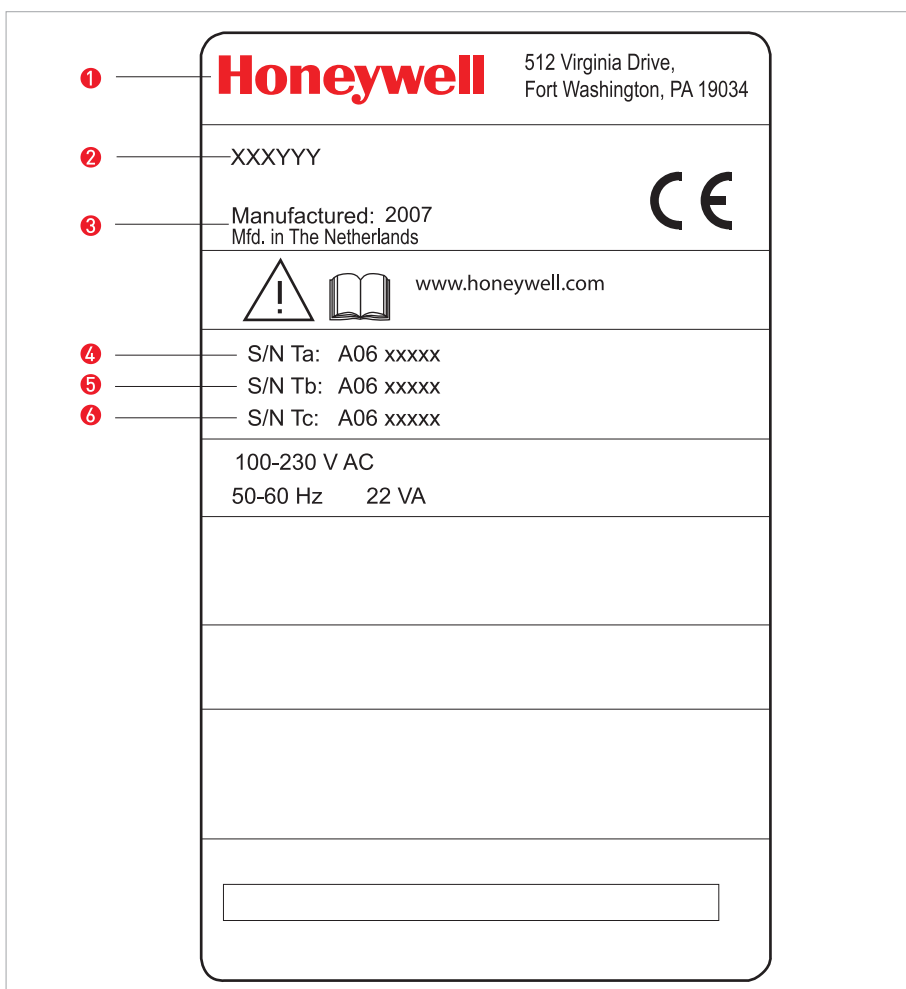 1
Honeywell
512 Virginia Drive,
Fort Washington, PA 19034
2
XXXYYY
CE
3
Manufactured: 2007
Mfd. in The Netherlands
www.honeywell.com
4
S/N Ta: A06 xxxxx
5
S/N Tb: A06 xxxxx
6
S/N Tc: A06 xxxxx
100-230 V AC
50-60 Hz 22 VA